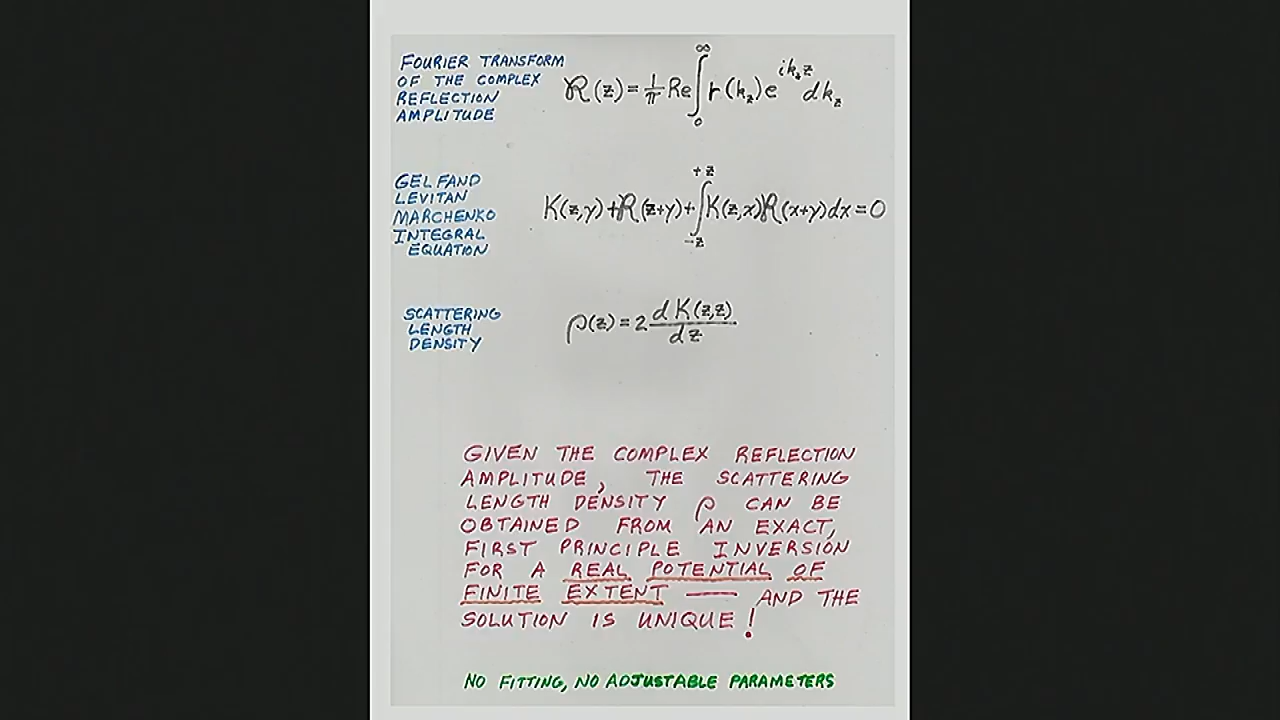 FOURIER TRANSFORM
OF THE COMPLEX
REFLECTION
AMPLITUDE
ℛ(z) = 1/π Re ∫₀^∞ r(k_z) e^{ik_z z} dk_z
GELFAND
LEVITAN
MARCHENKO
INTEGRAL
EQUATION
K(z,y) + ℛ(z+y) + ∫_{-z}^{+z} K(z,x)ℛ(x+y)dx = 0
SCATTERING
LENGTH
DENSITY
ρ(z) = 2 dK(z,z)/dz
GIVEN THE COMPLEX REFLECTION
AMPLITUDE, THE SCATTERING
LENGTH DENSITY ρ CAN BE
OBTAINED FROM AN EXACT,
FIRST PRINCIPLE INVERSION
FOR A REAL POTENTIAL OF
FINITE EXTENT — AND THE
SOLUTION IS UNIQUE!
NO FITTING, NO ADJUSTABLE PARAMETERS